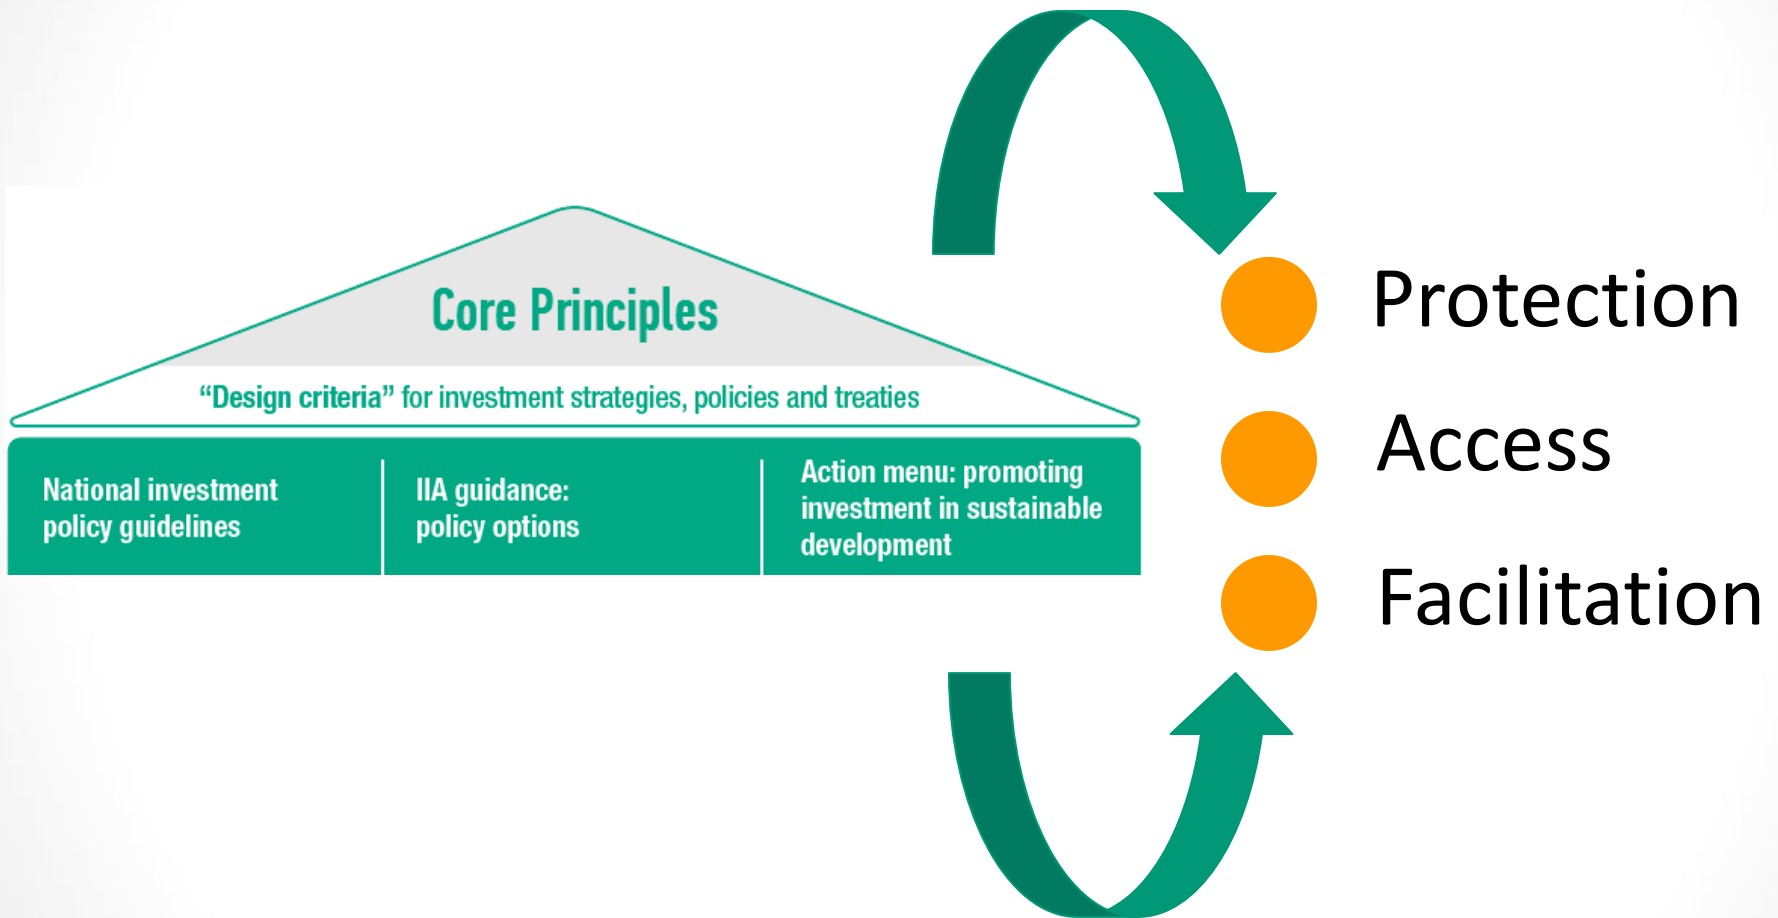 Core Principles
“Design criteria” for investment strategies, policies and treaties
National investment
policy guidelines
IIA guidance:
policy options
Action menu: promoting
investment in sustainable
development
Protection
Access
Facilitation